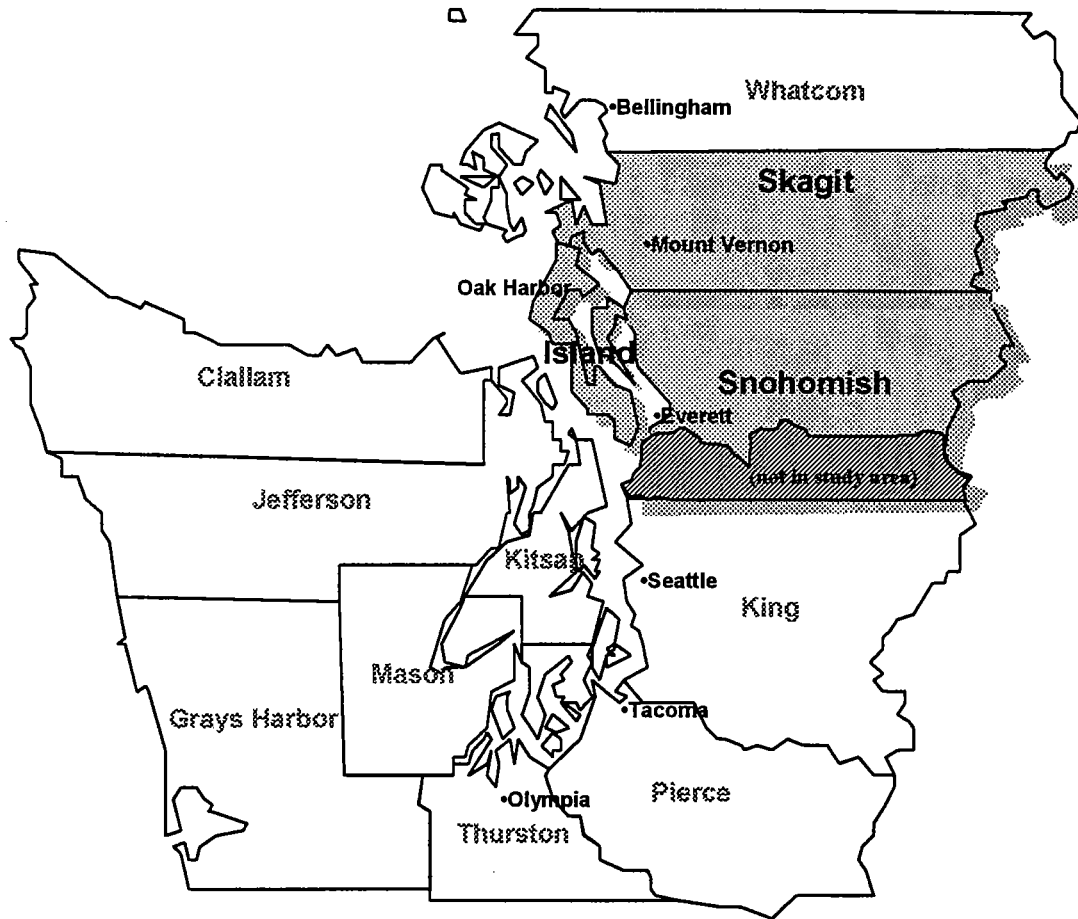 Whatcom
•Bellingham
Skagit
•Mount Vernon
Oak Harbor
Island
Clallam
Snohomish
•Everett
(not in study area)
Jefferson
Kitsap
•Seattle
King
Mason
Grays Harbor
•Tacoma
Pierce
•Olympia
Thurston